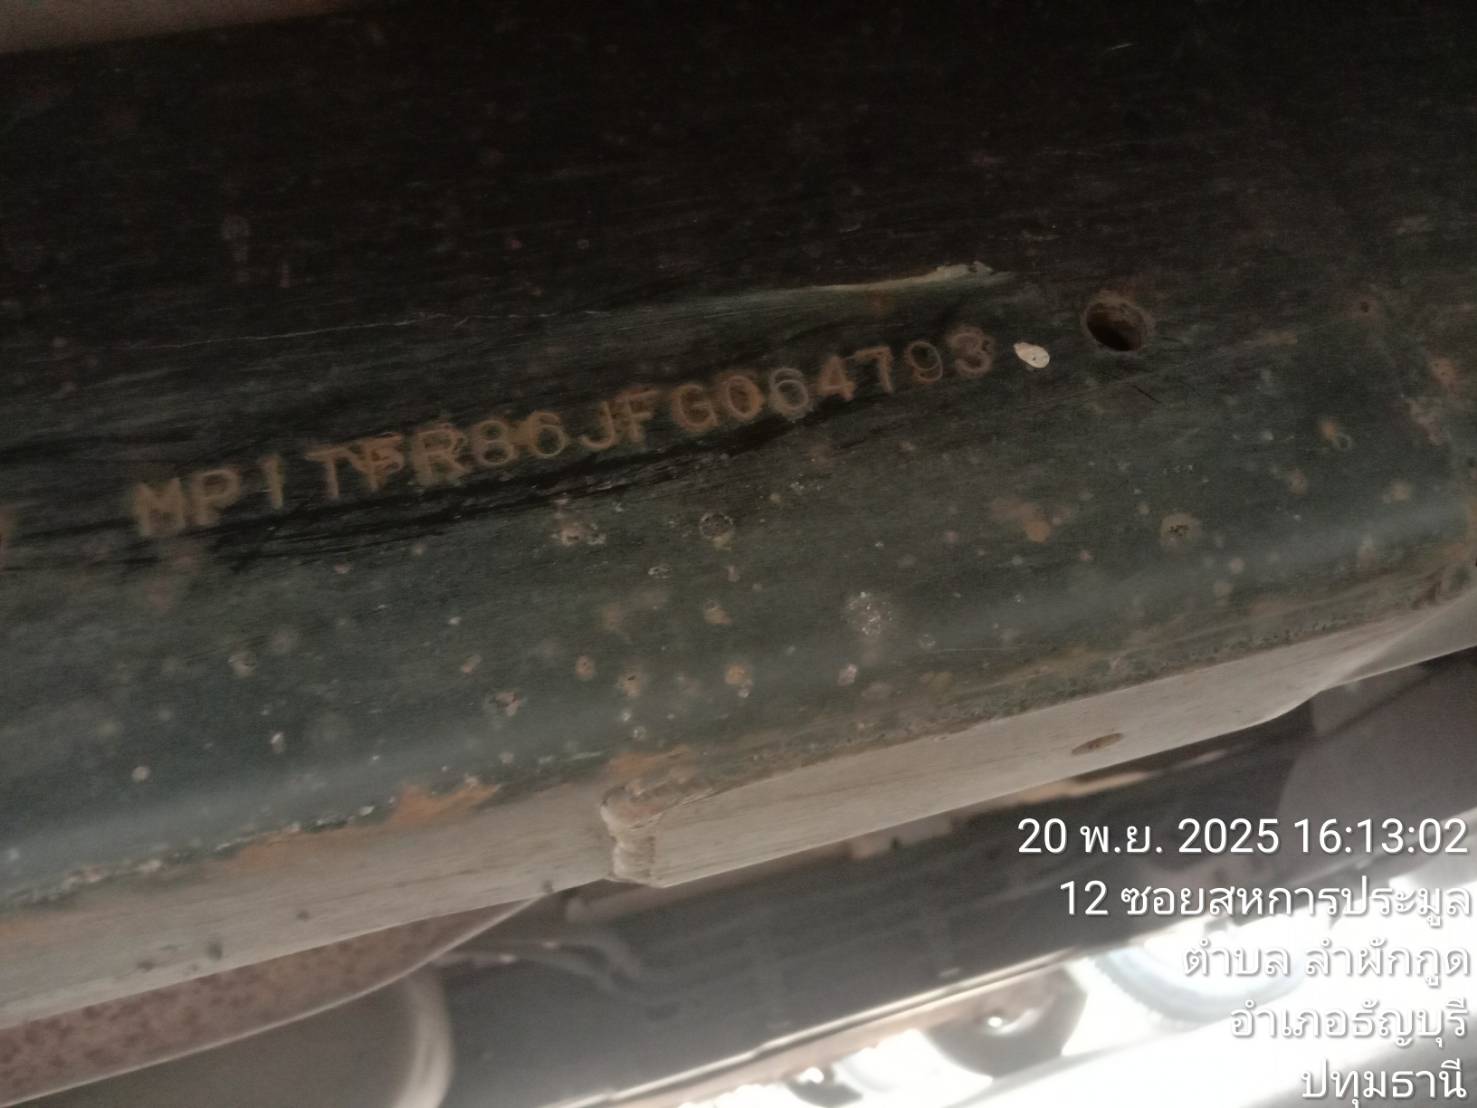 MP1TFR86JFG064793
20 พ.ย. 2025 16:13:02
12 ซอยสหการประมูล
ตำบล ลำผักกูด
อำเภอธัญบุรี
ปทุมธานี